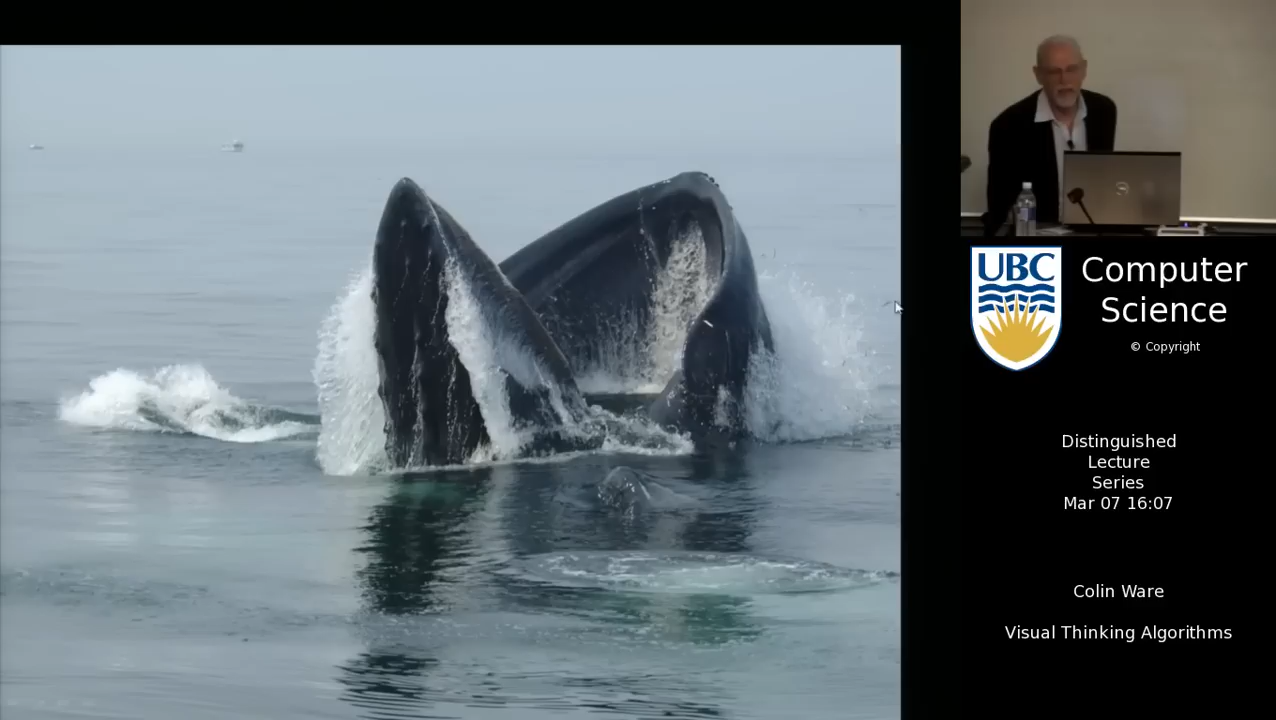 UBC
Computer
Science
© Copyright
Distinguished
Lecture
Series
Mar 07 16:07
Colin Ware
Visual Thinking Algorithms